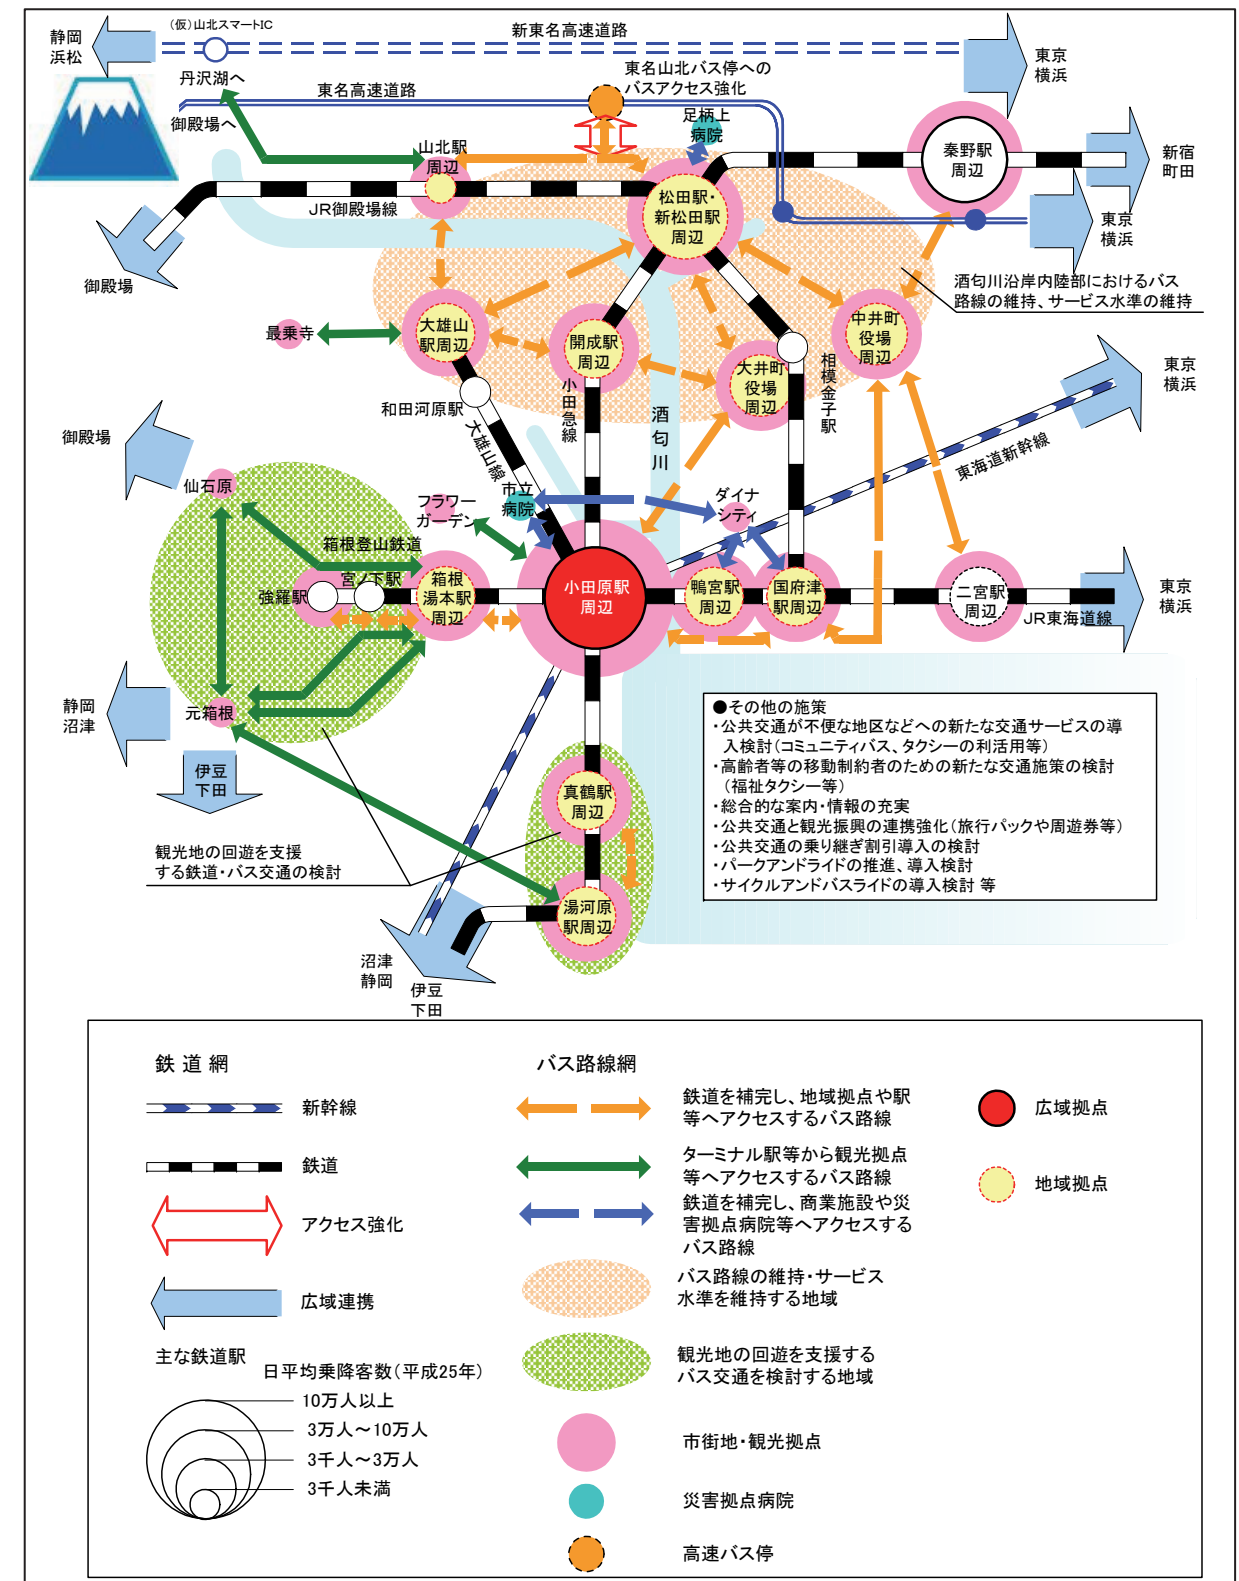 (仮)山北スマートIC
静岡
浜松
新東名高速道路
東京
横浜
丹沢湖へ
東名高速道路
東名山北バス停への
バスアクセス強化
御殿場へ
足柄上
病院
山北駅
周辺
秦野駅
周辺
新宿
町田
松田駅・
新松田駅
周辺
JR御殿場線
東京
横浜
御殿場
酒匂川沿岸内陸部におけるバス
路線の維持、サービス水準の維持
最乗寺
大雄山
駅周辺
開成駅
周辺
中井町
役場
周辺
大井町
役場
周辺
相模金子駅
東京
横浜
小田急線
和田河原駅
大雄山線
酒匂川
御殿場
東海道新幹線
仙石原
フラワー
ガーデン
市立
病院
ダイナ
シティ
箱根登山鉄道
宮ノ下駅
強羅駅
箱根
湯本駅
周辺
小田原駅
周辺
鴨宮駅
周辺
国府津
駅周辺
二宮駅
周辺
JR東海道線
東京
横浜
静岡
沼津
元箱根
伊豆
下田
●その他の施策
・公共交通が不便な地区などへの新たな交通サービスの導
入検討(コミュニティバス、タクシーの利活用等)
・高齢者等の移動制約者のための新たな交通施策の検討
(福祉タクシー等)
・総合的な案内・情報の充実
・公共交通と観光振興の連携強化(旅行パックや周遊券等)
・公共交通の乗り継ぎ割引導入の検討
・パークアンドライドの推進、導入検討
・サイクルアンドバスライドの導入検討 等
真鶴駅
周辺
観光地の回遊を支援
する鉄道・バス交通の検討
湯河原
駅周辺
沼津
静岡
伊豆
下田
鉄道網
新幹線
鉄道
アクセス強化
広域連携
主な鉄道駅
日平均乗降客数(平成25年)
10万人以上
3万人～10万人
3千人～3万人
3千人未満
バス路線網
鉄道を補完し、地域拠点や駅
等へアクセスするバス路線
ターミナル駅等から観光拠点
等へアクセスするバス路線
鉄道を補完し、商業施設や災
害拠点病院等へアクセスする
バス路線
バス路線の維持・サービス
水準を維持する地域
観光地の回遊を支援する
バス交通を検討する地域
市街地・観光拠点
災害拠点病院
高速バス停
広域拠点
地域拠点